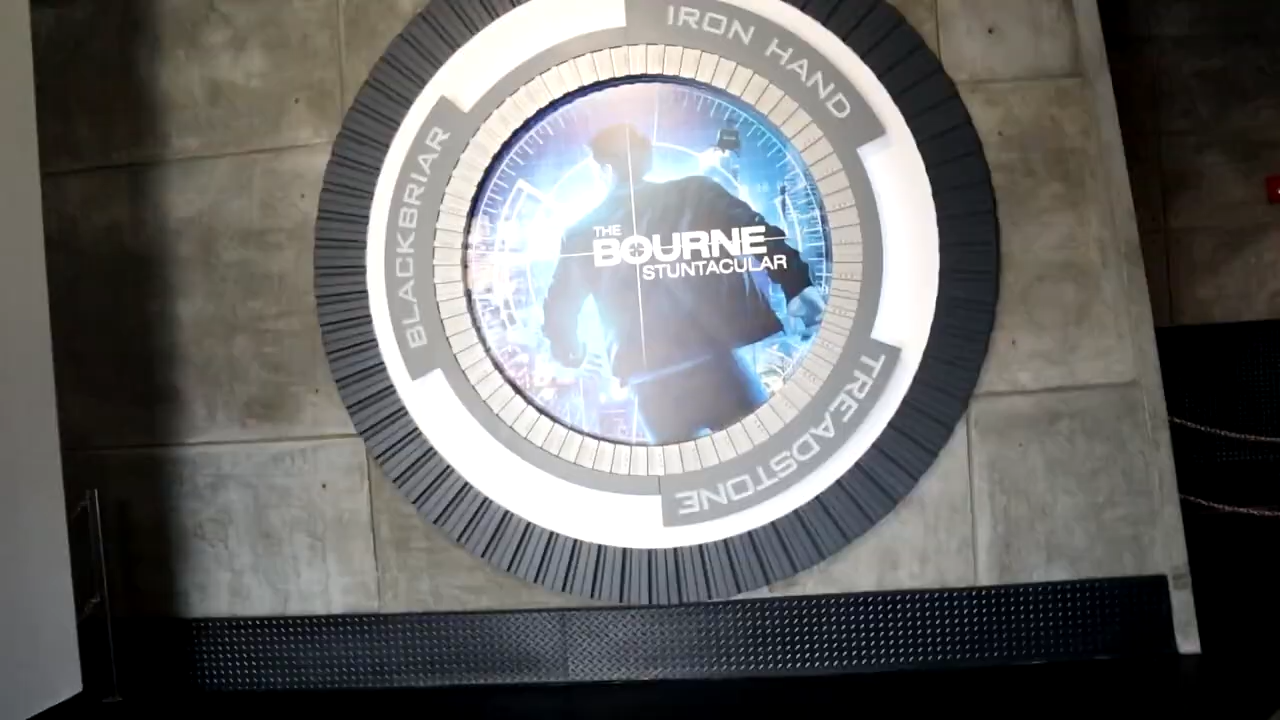 IRON HAND
BLACKBRIAR
THE
BOURNE
STUNTACULAR
TREADSTONE